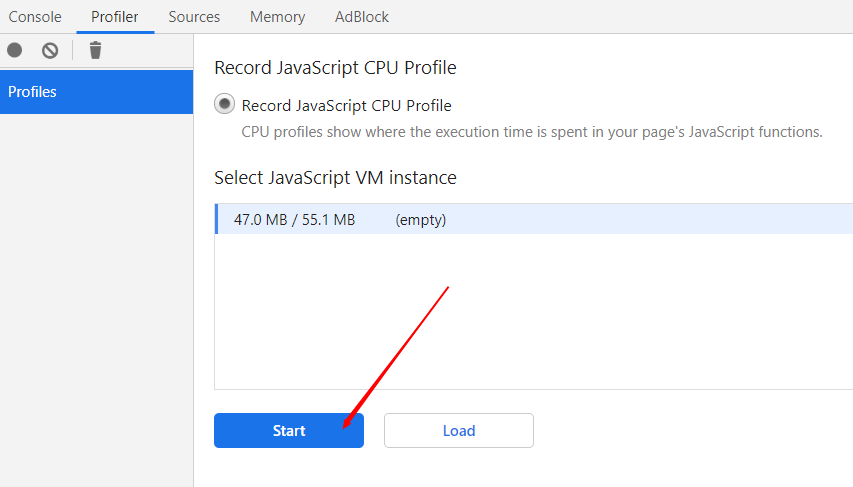 Console Profiler Sources Memory AdBlock
Profiles
Record JavaScript CPU Profile
Record JavaScript CPU Profile
CPU profiles show where the execution time is spent in your page's JavaScript functions.
Select JavaScript VM instance
47.0 MB / 55.1 MB (empty)
Start Load